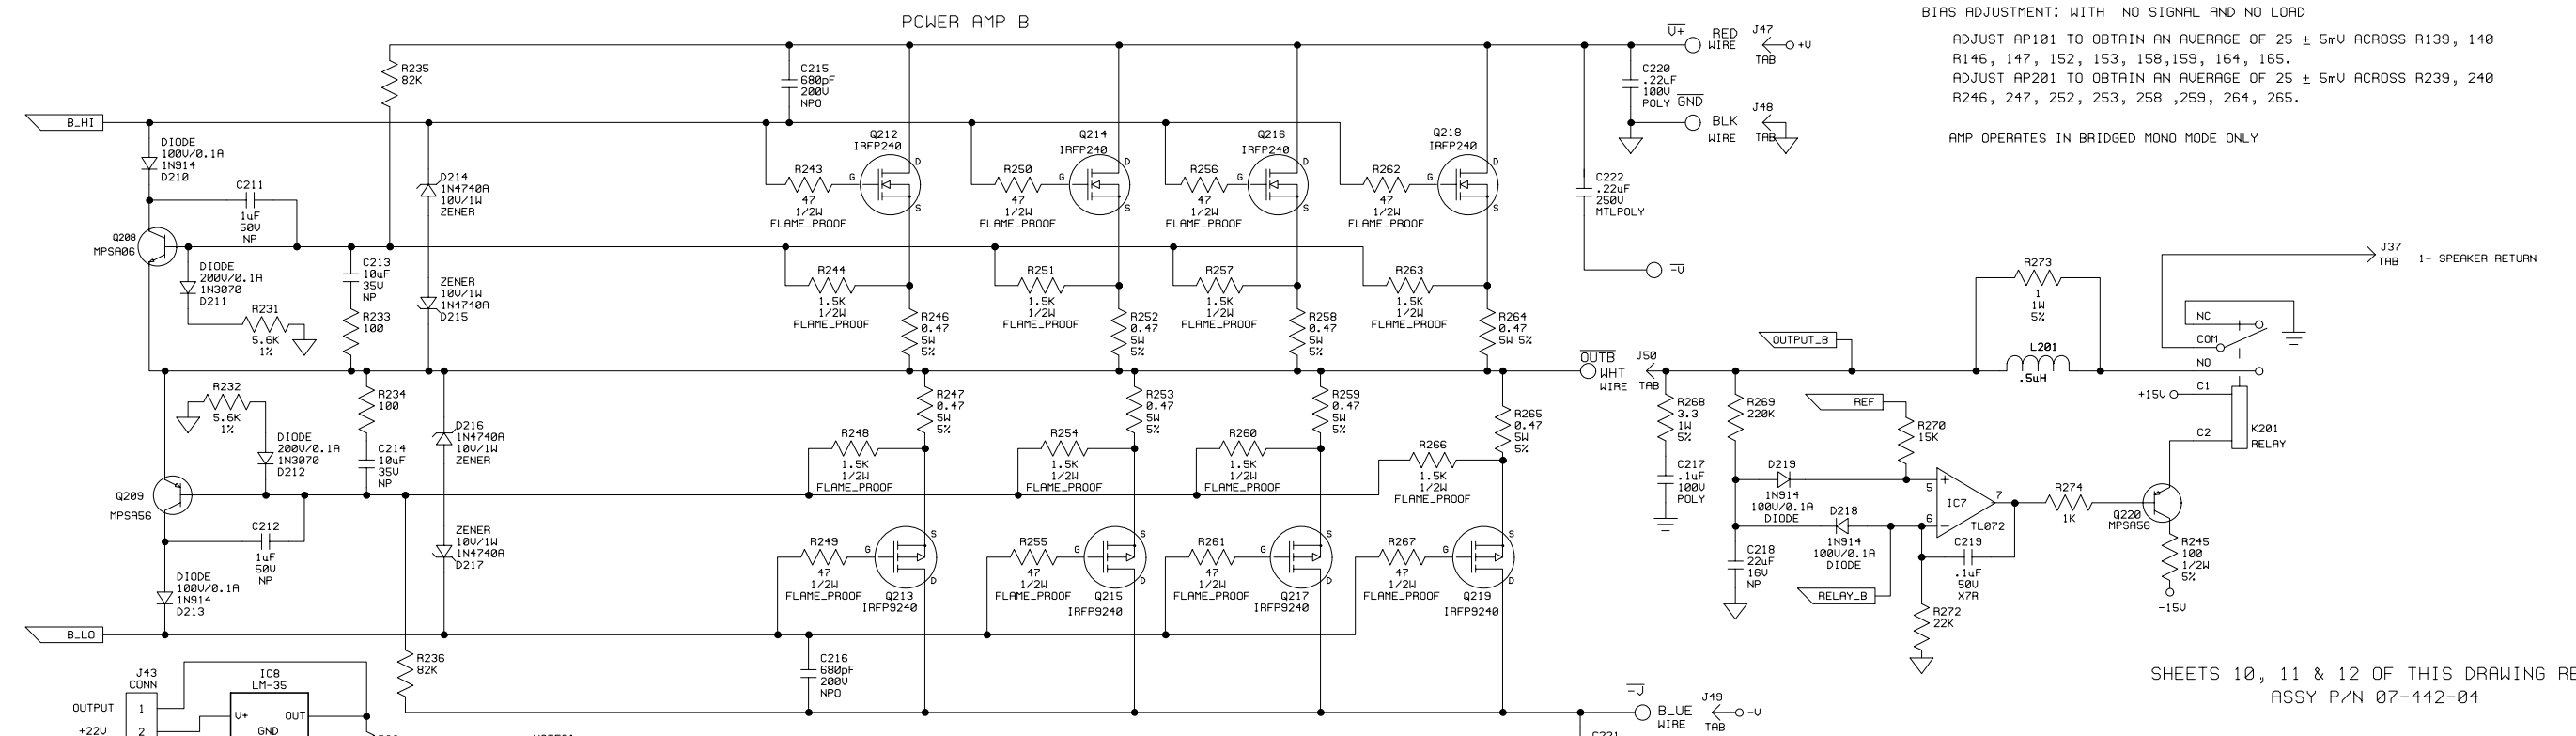 POWER AMP B
BIAS ADJUSTMENT: WITH NO SIGNAL AND NO LOAD
ADJUST AP101 TO OBTAIN AN AVERAGE OF 25 ± 5mV ACROSS R139, 140
R146, 147, 152, 153, 158,159, 164, 165.
ADJUST AP201 TO OBTAIN AN AVERAGE OF 25 ± 5mV ACROSS R239, 240
R246, 247, 252, 253, 258 ,259, 264, 265.
AMP OPERATES IN BRIDGED MONO MODE ONLY
V+
RED
WIRE
J47
TAB
+V
R235
82K
C215
680pF
200V
NPO
C220
.22uF
100V
POLY
GND
BLK
WIRE
J48
TAB
B_HI
DIODE
100V/0.1A
1N914
D210
C211
1uF
50V
NP
D214
1N4740A
10V/1W
ZENER
Q212
IRFP240
D
G
S
R243
47
1/2W
FLAME_PROOF
Q214
IRFP240
D
G
S
R250
47
1/2W
FLAME_PROOF
Q216
IRFP240
D
G
S
R256
47
1/2W
FLAME_PROOF
Q218
IRFP240
D
G
S
R262
47
1/2W
FLAME_PROOF
C222
.22uF
250V
MTLPOLY
-V
Q208
MPSA06
DIODE
200V/0.1A
1N3070
D211
R231
5.6K
1%
C213
10uF
35V
NP
R233
100
ZENER
10V/1W
1N4740A
D215
R244
1.5K
1/2W
FLAME_PROOF
R246
0.47
5W
5%
R251
1.5K
1/2W
FLAME_PROOF
R252
0.47
5W
5%
R257
1.5K
1/2W
FLAME_PROOF
R258
0.47
5W
5%
R263
1.5K
1/2W
FLAME_PROOF
R264
0.47
5W 5%
J37
TAB
1- SPEAKER RETURN
R273
1
1W
5%
NC
COM
NO
OUTPUT_B
L201
.5uH
OUTB
WHT
WIRE
J50
TAB
R232
5.6K
1%
R234
100
DIODE
200V/0.1A
1N3070
D212
C214
10uF
35V
NP
D216
1N4740A
10V/1W
ZENER
R247
0.47
5W
5%
R248
1.5K
1/2W
FLAME_PROOF
R253
0.47
5W
5%
R254
1.5K
1/2W
FLAME_PROOF
R259
0.47
5W
5%
R260
1.5K
1/2W
FLAME_PROOF
R265
0.47
5W
5%
R266
1.5K
1/2W
FLAME_PROOF
R268
3.3
1W
5%
C217
.1uF
100V
POLY
R269
220K
REF
R270
15K
+15V
C1
C2
K201
RELAY
Q209
MPSA56
C212
1uF
50V
NP
ZENER
10V/1W
1N4740A
D217
DIODE
100V/0.1A
1N914
D213
R249
47
1/2W
FLAME_PROOF
G
S
D
Q213
IRFP9240
R255
47
1/2W
FLAME_PROOF
G
S
D
Q215
IRFP9240
R261
47
1/2W
FLAME_PROOF
G
S
D
Q217
IRFP9240
R267
47
1/2W
FLAME_PROOF
G
S
D
Q219
IRFP9240
D219
1N914
100V/0.1A
DIODE
D218
1N914
100V/0.1A
DIODE
C218
22uF
16V
NP
5
+
6
-
7
IC7
TL072
R274
1K
Q220
MPSA56
C219
.1uF
50V
X7R
R245
100
1/2W
5%
-15V
RELAY_B
R272
22K
B_LO
R236
82K
C216
680pF
200V
NPO
-V
BLUE
WIRE
J49
TAB
-V
J43
CONN
OUTPUT
1
+22V
2
IC8
LM-35
V+
OUT
GND
SHEETS 10, 11 & 12 OF THIS DRAWING RE
ASSY P/N 07-442-04